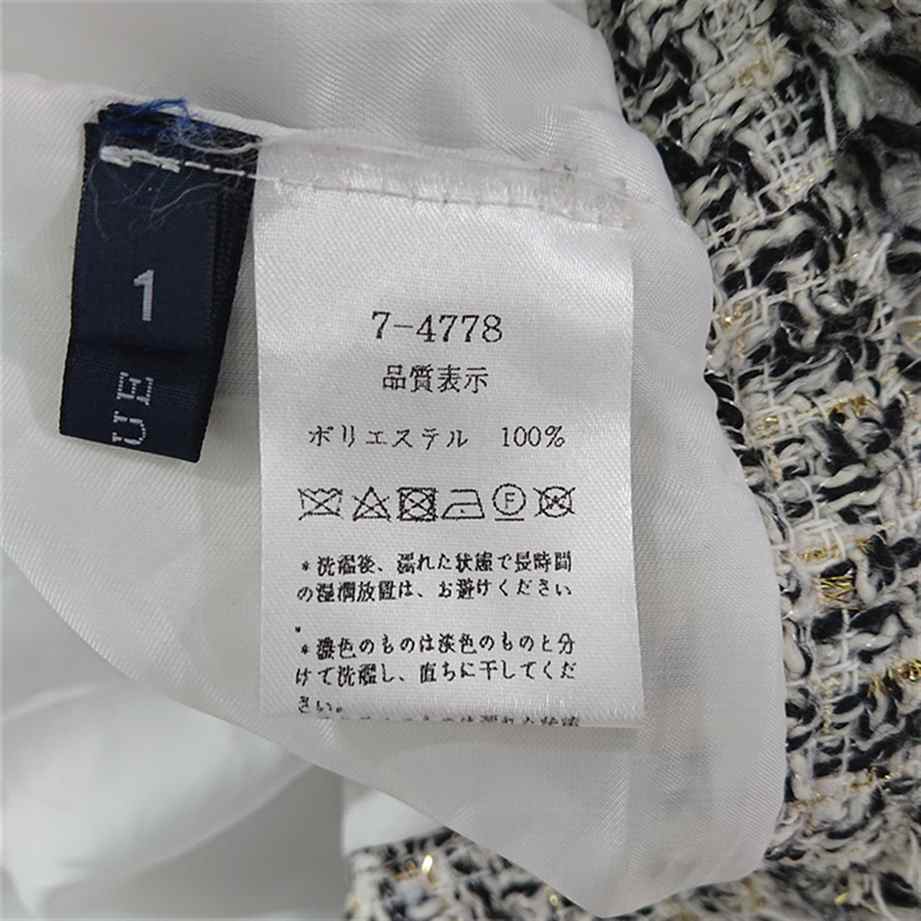 1
UE
7-4778
品質表示
ポリエステル 100%
F
*洗濯後、濡れた状態で長時間
の湿潤放置は、お避けください
。
*濃色のものは淡色のものと分
けて洗濯し、直ちに干してくだ
さい。